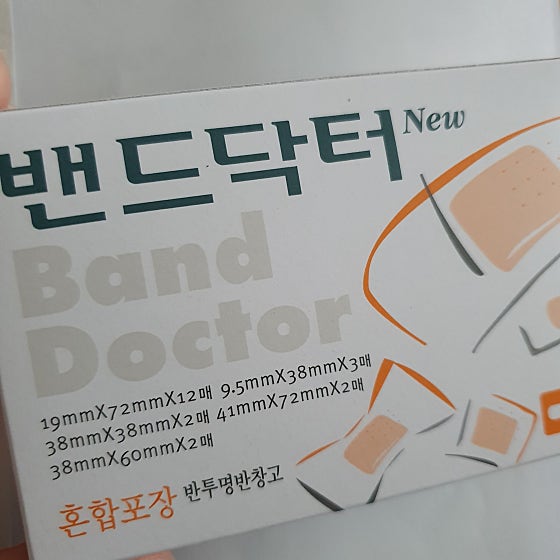 밴드닥터 New
Band
Doctor
19mmX72mmX12매 9.5mmX38mmX3매
38mmX38mmX2매 41mmX72mmX2매
38mmX60mmX2매
혼합포장 반투명반창고